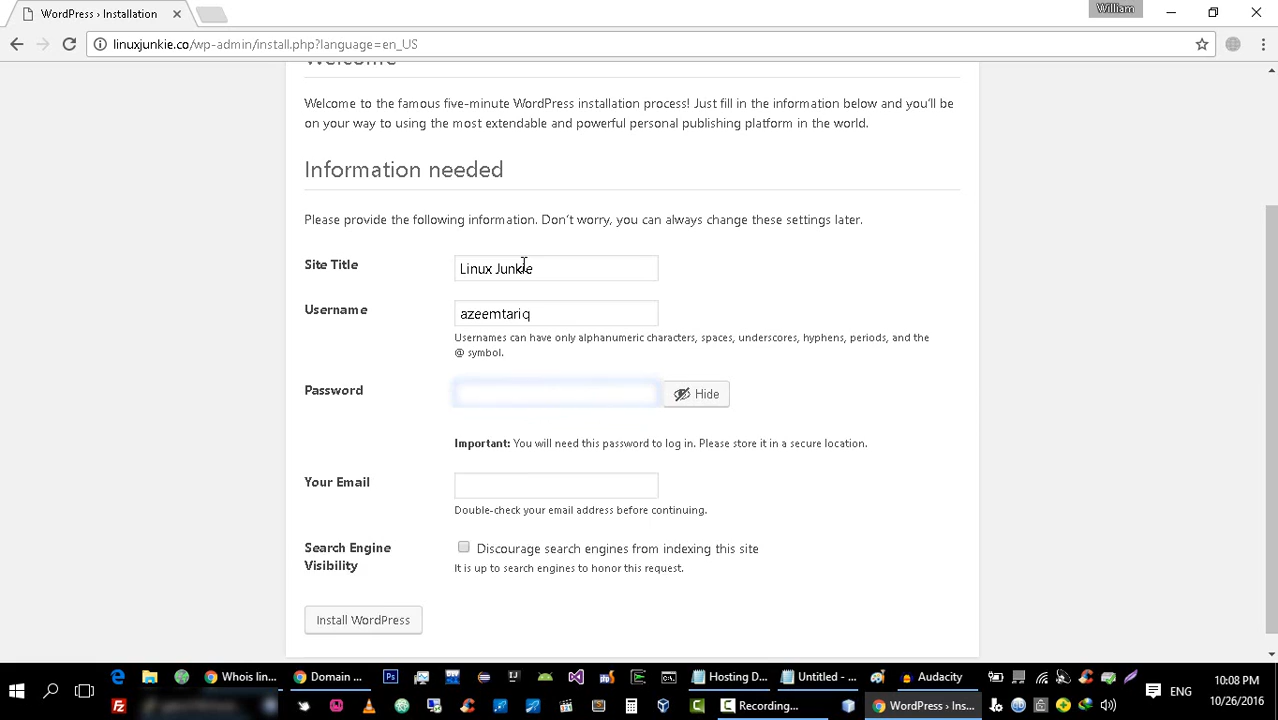 WordPress › Installation
William
linuxjunkie.co/wp-admin/install.php?language=en_US
Welcome
Welcome to the famous five-minute WordPress installation process! Just fill in the information below and you’ll be
on your way to using the most extendable and powerful personal publishing platform in the world.
Information needed
Please provide the following information. Don’t worry, you can always change these settings later.
Site Title
Linux Junkie
Username
azeemtariq
Usernames can have only alphanumeric characters, spaces, underscores, hyphens, periods, and the
@ symbol.
Password
Hide
Important: You will need this password to log in. Please store it in a secure location.
Your Email
Double-check your email address before continuing.
Search Engine
Visibility
Discourage search engines from indexing this site
It is up to search engines to honor this request.
Install WordPress
Whois lin...
Domain ...
Hosting D...
Untitled - ...
Audacity
Recording...
WordPress › Ins...
ENG
10:08 PM
10/26/2016